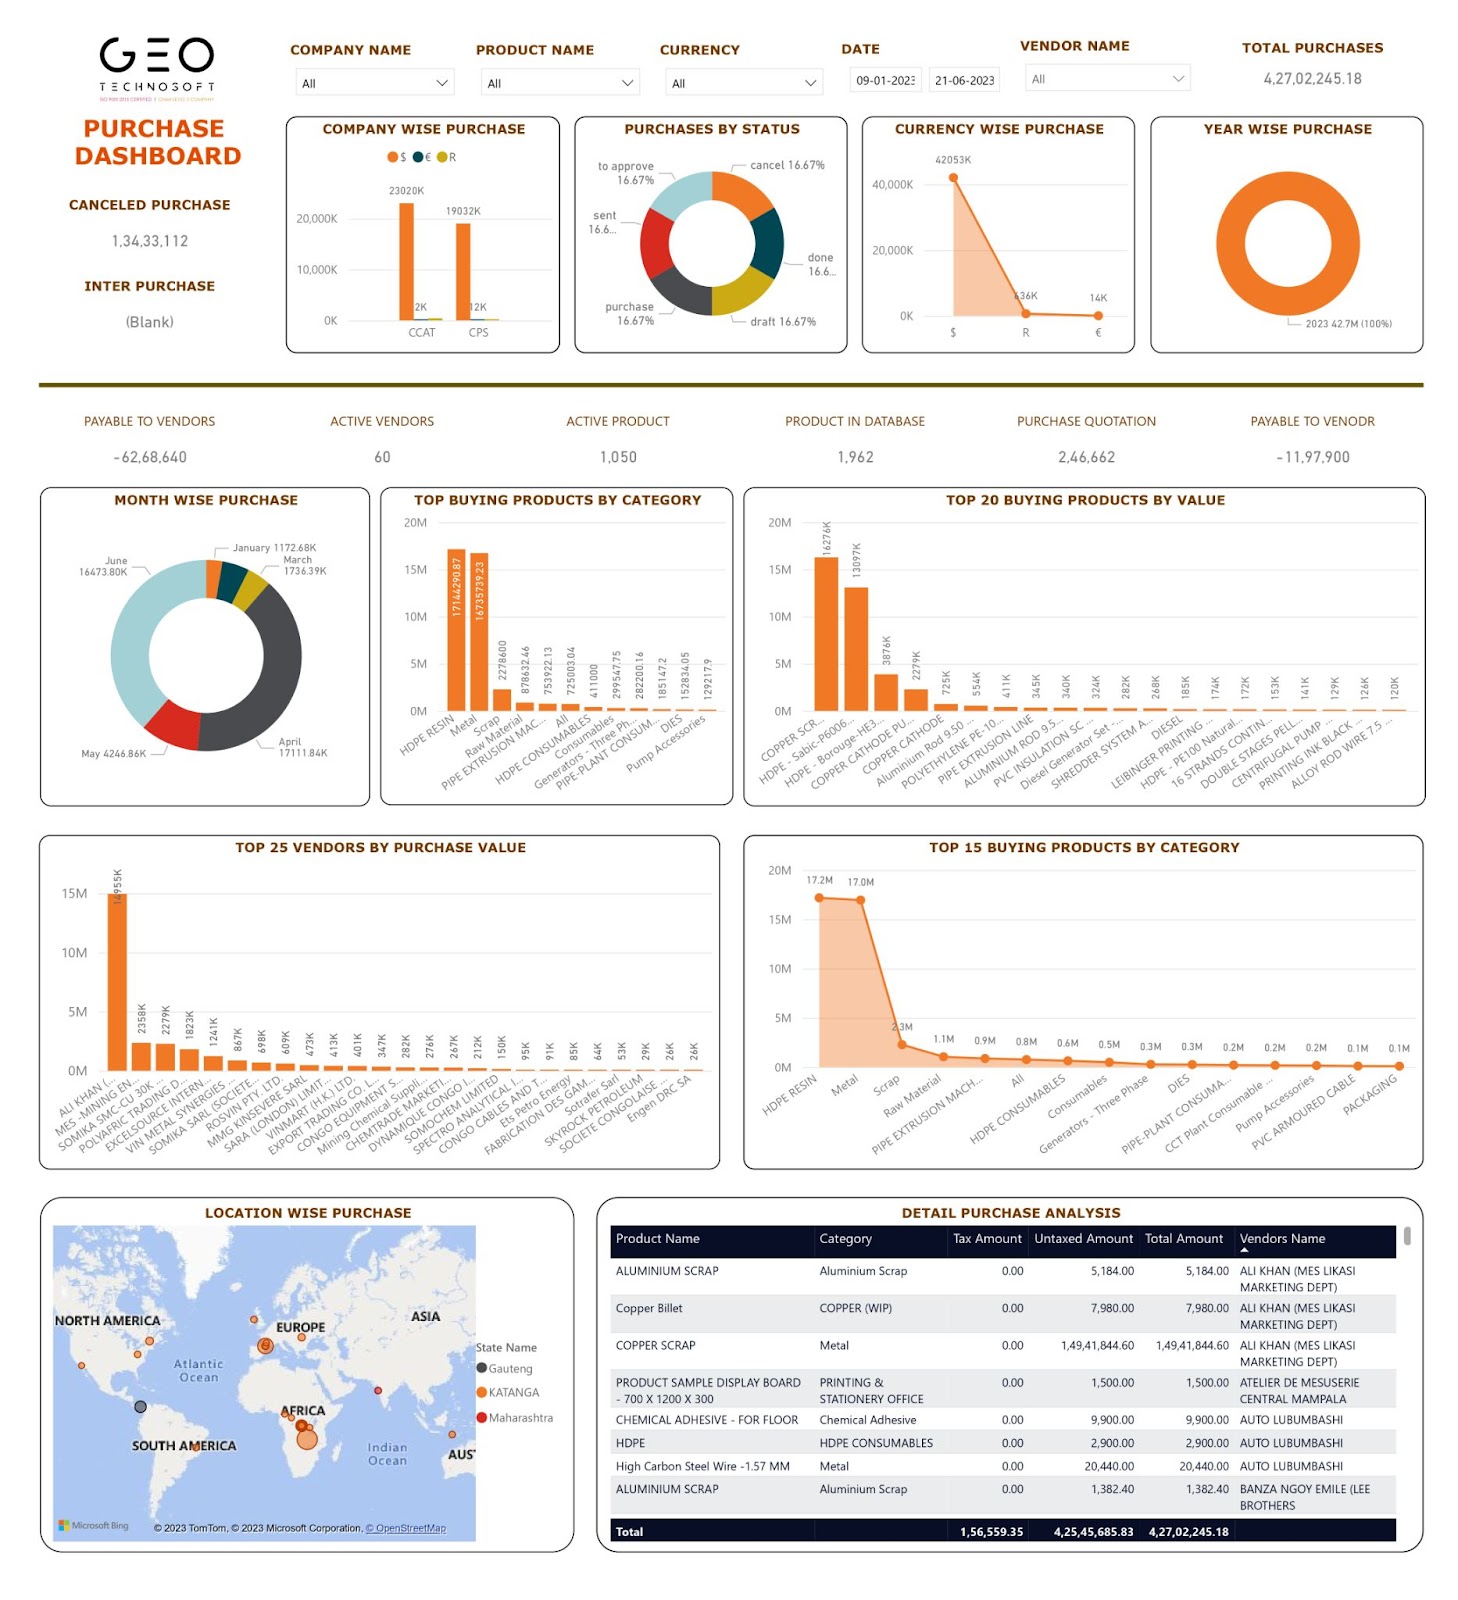 GEO
TECHNOSOFT
PURCHASE
DASHBOARD
CANCELED PURCHASE
1,34,33,112
INTER PURCHASE
(Blank)
COMPANY NAME
All
PRODUCT NAME
All
CURRENCY
All
DATE
09-01-2023
21-06-2023
VENDOR NAME
All
TOTAL PURCHASES
4,27,02,245.18
COMPANY WISE PURCHASE
$ € R
23020K
19032K
20,000K
10,000K
0K
2K
12K
CCAT
CPS
PURCHASES BY STATUS
to approve
16.67%
cancel 16.67%
sent
16.6...
done
16.6...
purchase
16.67%
draft 16.67%
CURRENCY WISE PURCHASE
42053K
40,000K
20,000K
636K
14K
0K
$ R €
YEAR WISE PURCHASE
2023 42.7M (100%)
PAYABLE TO VENDORS
-62,68,640
ACTIVE VENDORS
60
ACTIVE PRODUCT
1,050
PRODUCT IN DATABASE
1,962
PURCHASE QUOTATION
2,46,662
PAYABLE TO VENODR
-11,97,900
MONTH WISE PURCHASE
January 1172.68K
March
1736.39K
June
16473.80K
May 4246.86K
April
17111.84K
TOP BUYING PRODUCTS BY CATEGORY
20M
15M
10M
5M
0M
17144290.87
16735739.23
2278600
878632.46
753922.13
725003.04
411000
299547.75
282200.16
185147.2
152834.05
129217.9
HDPE RESIN
Metal
Scrap
Raw Material
PIPE EXTRUSION MAC...
All
HDPE CONSUMABLES
Consumables
Generators - Three Ph...
PIPE-PLANT CONSUM...
DIES
Pump Accessories
TOP 20 BUYING PRODUCTS BY VALUE
20M
15M
10M
5M
0M
16276K
13097K
3876K
2279K
725K
554K
411K
345K
340K
324K
282K
268K
185K
174K
172K
153K
141K
129K
126K
120K
COPPER SCR...
HDPE - Sabic-P6006...
HDPE - Borouge-HE3...
COPPER CATHODE PU...
COPPER CATHODE
Aluminium Rod 9.50 ...
POLYETHYLENE PE-10...
PIPE EXTRUSION LINE
ALUMINIUM ROD 9.5...
PVC INSULATION SC ...
Diesel Generator Set -...
SHREDDER SYSTEM A...
DIESEL
LEIBINGER PRINTING ...
HDPE - PE100 Natural...
16 STRANDS CONTIN...
DOUBLE STAGES PELL...
CENTRIFUGAL PUMP ...
PRINTING INK BLACK ...
ALLOY ROD WIRE 7.5 ...
TOP 25 VENDORS BY PURCHASE VALUE
15M
10M
5M
0M
14955K
2358K
2279K
1823K
1241K
867K
698K
609K
473K
413K
401K
347K
282K
276K
267K
212K
150K
95K
91K
85K
64K
53K
29K
26K
26K
ALI KHAN (...
MES -MINING EN...
SOMIKA SMC-CU 30K ...
POLYAFRIC TRADING D...
EXCELSOURCE INTERN...
VIN METAL SYNERGIES ...
SOMIKA SARL (SOCIETE...
ROSVIN PTY. LTD.
MMG KINSEVERE SARL
SARA (LONDON) LIMIT...
VINMART (H.K.) LTD.
EXPORT TRADING CO. L...
CONGO EQUIPMENT S...
Mining Chemical Suppli...
CHEMTRADE MARKETI...
DYNAMIQUE CONGO I...
SOMOCHEM LIMITED
SPECTRO ANALYTICAL I...
CONGO CABLES AND T...
Ets Petro Energy
FABRICATION DES GAM...
Sotrafer Sarl
SKYROCK PETROLEUM
SOCIETE CONGOLAISE ...
Engen DRC SA
TOP 15 BUYING PRODUCTS BY CATEGORY
20M
15M
10M
5M
0M
17.2M
17.0M
2.3M
1.1M
0.9M
0.8M
0.6M
0.5M
0.3M
0.3M
0.2M
0.2M
0.2M
0.1M
0.1M
HDPE RESIN
Metal
Scrap
Raw Material
PIPE EXTRUSION MACH...
All
HDPE CONSUMABLES
Consumables
Generators - Three Phase
DIES
PIPE-PLANT CONSUMA...
CCT Plant Consumable ...
Pump Accessories
PVC ARMOURED CABLE
PACKAGING
LOCATION WISE PURCHASE
NORTH AMERICA
EUROPE
ASIA
Atlantic
Ocean
AFRICA
SOUTH AMERICA
Indian
Ocean
AUS
Microsoft Bing
© 2023 TomTom, © 2023 Microsoft Corporation, © OpenStreetMap
State Name
Gauteng
KATANGA
Maharashtra
DETAIL PURCHASE ANALYSIS
Product Name Category Tax Amount Untaxed Amount Total Amount Vendors Name
ALUMINIUM SCRAP Aluminium Scrap 0.00 5,184.00 5,184.00 ALI KHAN (MES LIKASI
MARKETING DEPT)
Copper Billet COPPER (WIP) 0.00 7,980.00 7,980.00 ALI KHAN (MES LIKASI
MARKETING DEPT)
COPPER SCRAP Metal 0.00 1,49,41,844.60 1,49,41,844.60 ALI KHAN (MES LIKASI
MARKETING DEPT)
PRODUCT SAMPLE DISPLAY BOARD PRINTING & 0.00 1,500.00 1,500.00 ATELIER DE MESUSERIE
- 700 X 1200 X 300 STATIONERY OFFICE CENTRAL MAMPALA
CHEMICAL ADHESIVE - FOR FLOOR Chemical Adhesive 0.00 9,900.00 9,900.00 AUTO LUBUMBASHI
HDPE HDPE CONSUMABLES 0.00 2,900.00 2,900.00 AUTO LUBUMBASHI
High Carbon Steel Wire -1.57 MM Metal 0.00 20,440.00 20,440.00 AUTO LUBUMBASHI
ALUMINIUM SCRAP Aluminium Scrap 0.00 1,382.40 1,382.40 BANZA NGOY EMILE (LEE
BROTHERS
Total 1,56,559.35 4,25,45,685.83 4,27,02,245.18